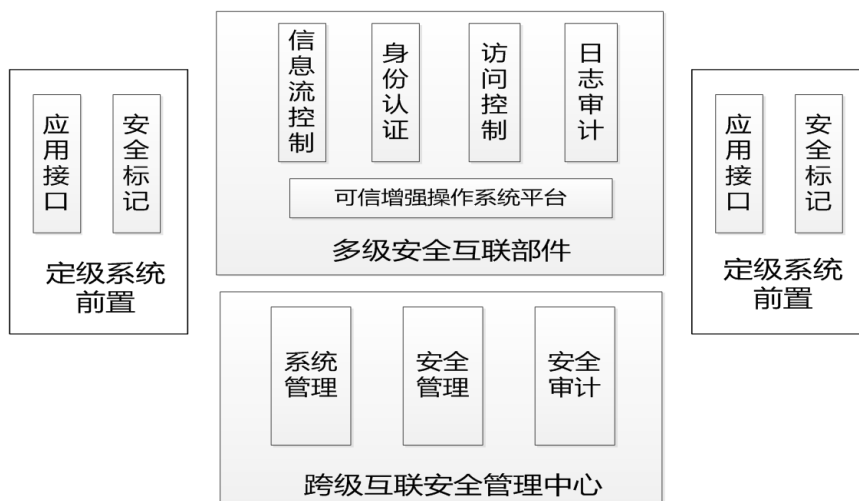 应用接口
安全标记
定级系统
前置
信息流控制
身份认证
访问控制
日志审计
可信增强操作系统平台
多级安全互联部件
系统
管理
安全
管理
安全
审计
跨级互联安全管理中心
应用接口
安全标记
定级系统
前置